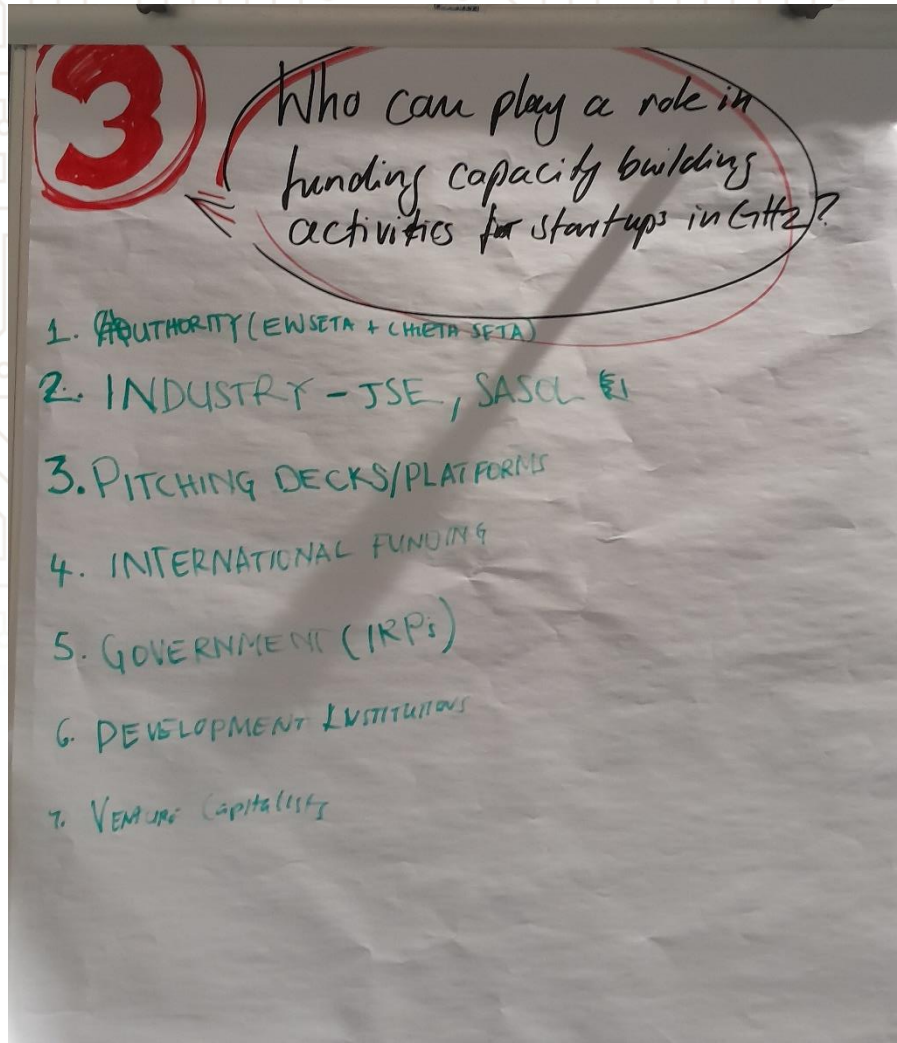 3
Who can play a role in
funding capacity building
activities for startups in GH2?
1. AUTHORITY (EWSETA + CHIETA SETA)
2. INDUSTRY - JSE, SASOL
3. PITCHING DECKS/PLATFORMS
4. INTERNATIONAL FUNDING
5. GOVERNMENT (IRPs)
6. DEVELOPMENT INSTITUTIONS
7. VENTURE Capitalists